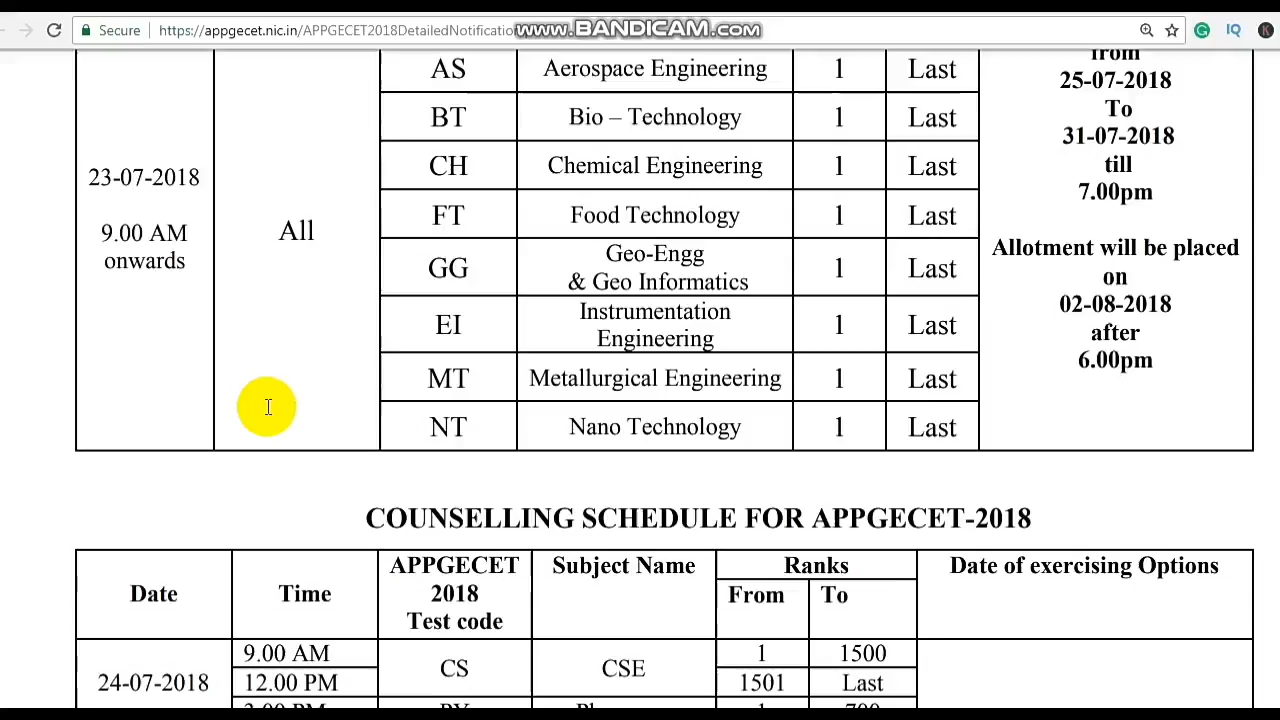 Secure
https://appgecet.nic.in/APPGECET2018DetailedNotificatio
www.BANDICAM.com
IQ
K
23-07-2018
9.00 AM
onwards
All
AS Aerospace Engineering 1 Last
BT Bio – Technology 1 Last
CH Chemical Engineering 1 Last
FT Food Technology 1 Last
GG Geo-Engg
& Geo Informatics 1 Last
EI Instrumentation
Engineering 1 Last
MT Metallurgical Engineering 1 Last
NT Nano Technology 1 Last
from
25-07-2018
To
31-07-2018
till
7.00pm
Allotment will be placed
on
02-08-2018
after
6.00pm
COUNSELLING SCHEDULE FOR APPGECET-2018
Date Time APPGECET
2018
Test code Subject Name Ranks
From To Date of exercising Options
24-07-2018 9.00 AM CS CSE 1 1500
12.00 PM 1501 Last